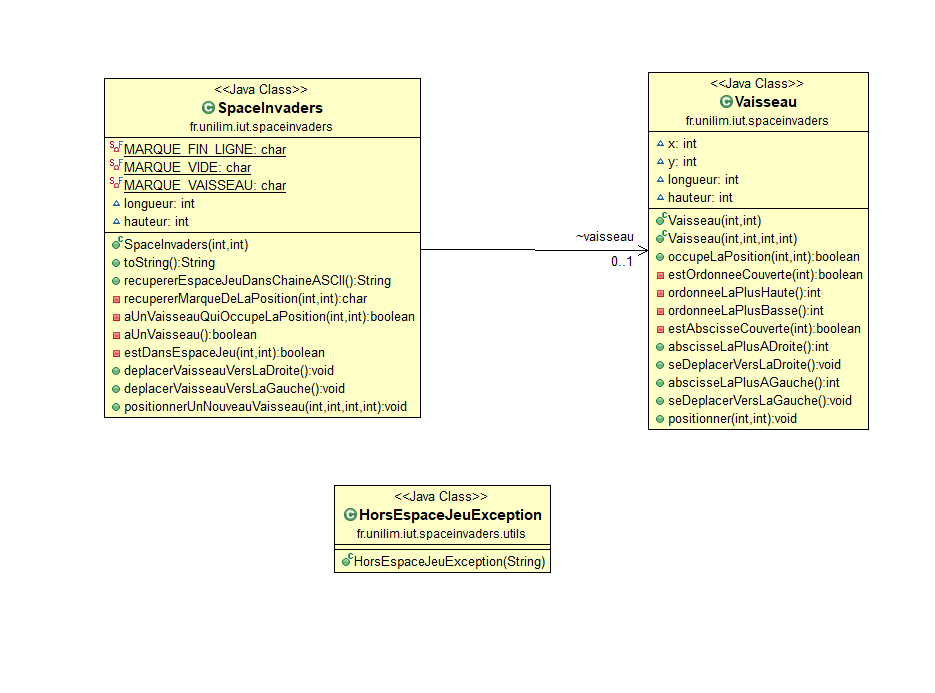 <<Java Class>>
SpaceInvaders
fr.unilim.iut.spaceinvaders
MARQUE_FIN_LIGNE: char
MARQUE_VIDE: char
MARQUE_VAISSEAU: char
longueur: int
hauteur: int
SpaceInvaders(int,int)
toString():String
recupererEspaceJeuDansChaineASCII():String
recupererMarqueDeLaPosition(int,int):char
aUnVaisseauQuiOccupeLaPosition(int,int):boolean
aUnVaisseau():boolean
estDansEspaceJeu(int,int):boolean
deplacerVaisseauVersLaDroite():void
deplacerVaisseauVersLaGauche():void
positionnerUnNouveauVaisseau(int,int,int,int):void
~vaisseau
0..1
<<Java Class>>
Vaisseau
fr.unilim.iut.spaceinvaders
x: int
y: int
longueur: int
hauteur: int
Vaisseau(int,int)
Vaisseau(int,int,int,int)
occupeLaPosition(int,int):boolean
estOrdonneeCouverte(int):boolean
ordonneeLaPlusHaute():int
ordonneeLaPlusBasse():int
estAbscisseCouverte(int):boolean
abscisseLaPlusADroite():int
seDeplacerVersLaDroite():void
abscisseLaPlusAGauche():int
seDeplacerVersLaGauche():void
positionner(int,int):void
<<Java Class>>
HorsEspaceJeuException
fr.unilim.iut.spaceinvaders.utils
HorsEspaceJeuException(String)